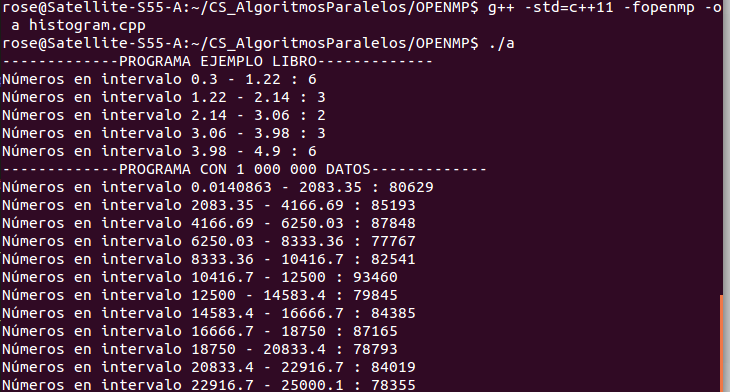 rose@Satellite-S55-A:~/CS_AlgoritmosParalelos/OPENMP$ g++ -std=c++11 -fopenmp -o
a histogram.cpp
rose@Satellite-S55-A:~/CS_AlgoritmosParalelos/OPENMP$ ./a
-------------PROGRAMA EJEMPLO LIBRO-------------
Números en intervalo 0.3 - 1.22 : 6
Números en intervalo 1.22 - 2.14 : 3
Números en intervalo 2.14 - 3.06 : 2
Números en intervalo 3.06 - 3.98 : 3
Números en intervalo 3.98 - 4.9 : 6
-------------PROGRAMA CON 1 000 000 DATOS-------------
Números en intervalo 0.0140863 - 2083.35 : 80629
Números en intervalo 2083.35 - 4166.69 : 85193
Números en intervalo 4166.69 - 6250.03 : 87848
Números en intervalo 6250.03 - 8333.36 : 77767
Números en intervalo 8333.36 - 10416.7 : 82541
Números en intervalo 10416.7 - 12500 : 93460
Números en intervalo 12500 - 14583.4 : 79845
Números en intervalo 14583.4 - 16666.7 : 84385
Números en intervalo 16666.7 - 18750 : 87165
Números en intervalo 18750 - 20833.4 : 78793
Números en intervalo 20833.4 - 22916.7 : 84019
Números en intervalo 22916.7 - 25000.1 : 78355